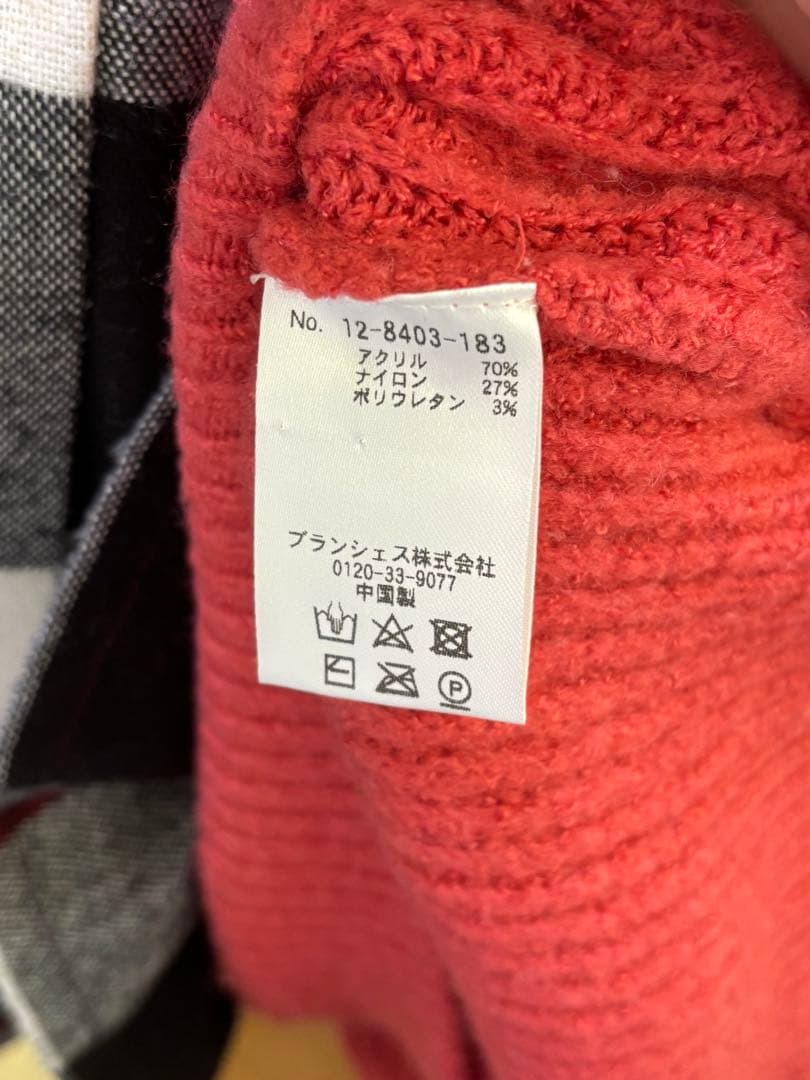 No. 12-8403-183
アクリル 70%
ナイロン 27%
ポリウレタン 3%
ブランシェス株式会社
0120-33-9077
中国製
P